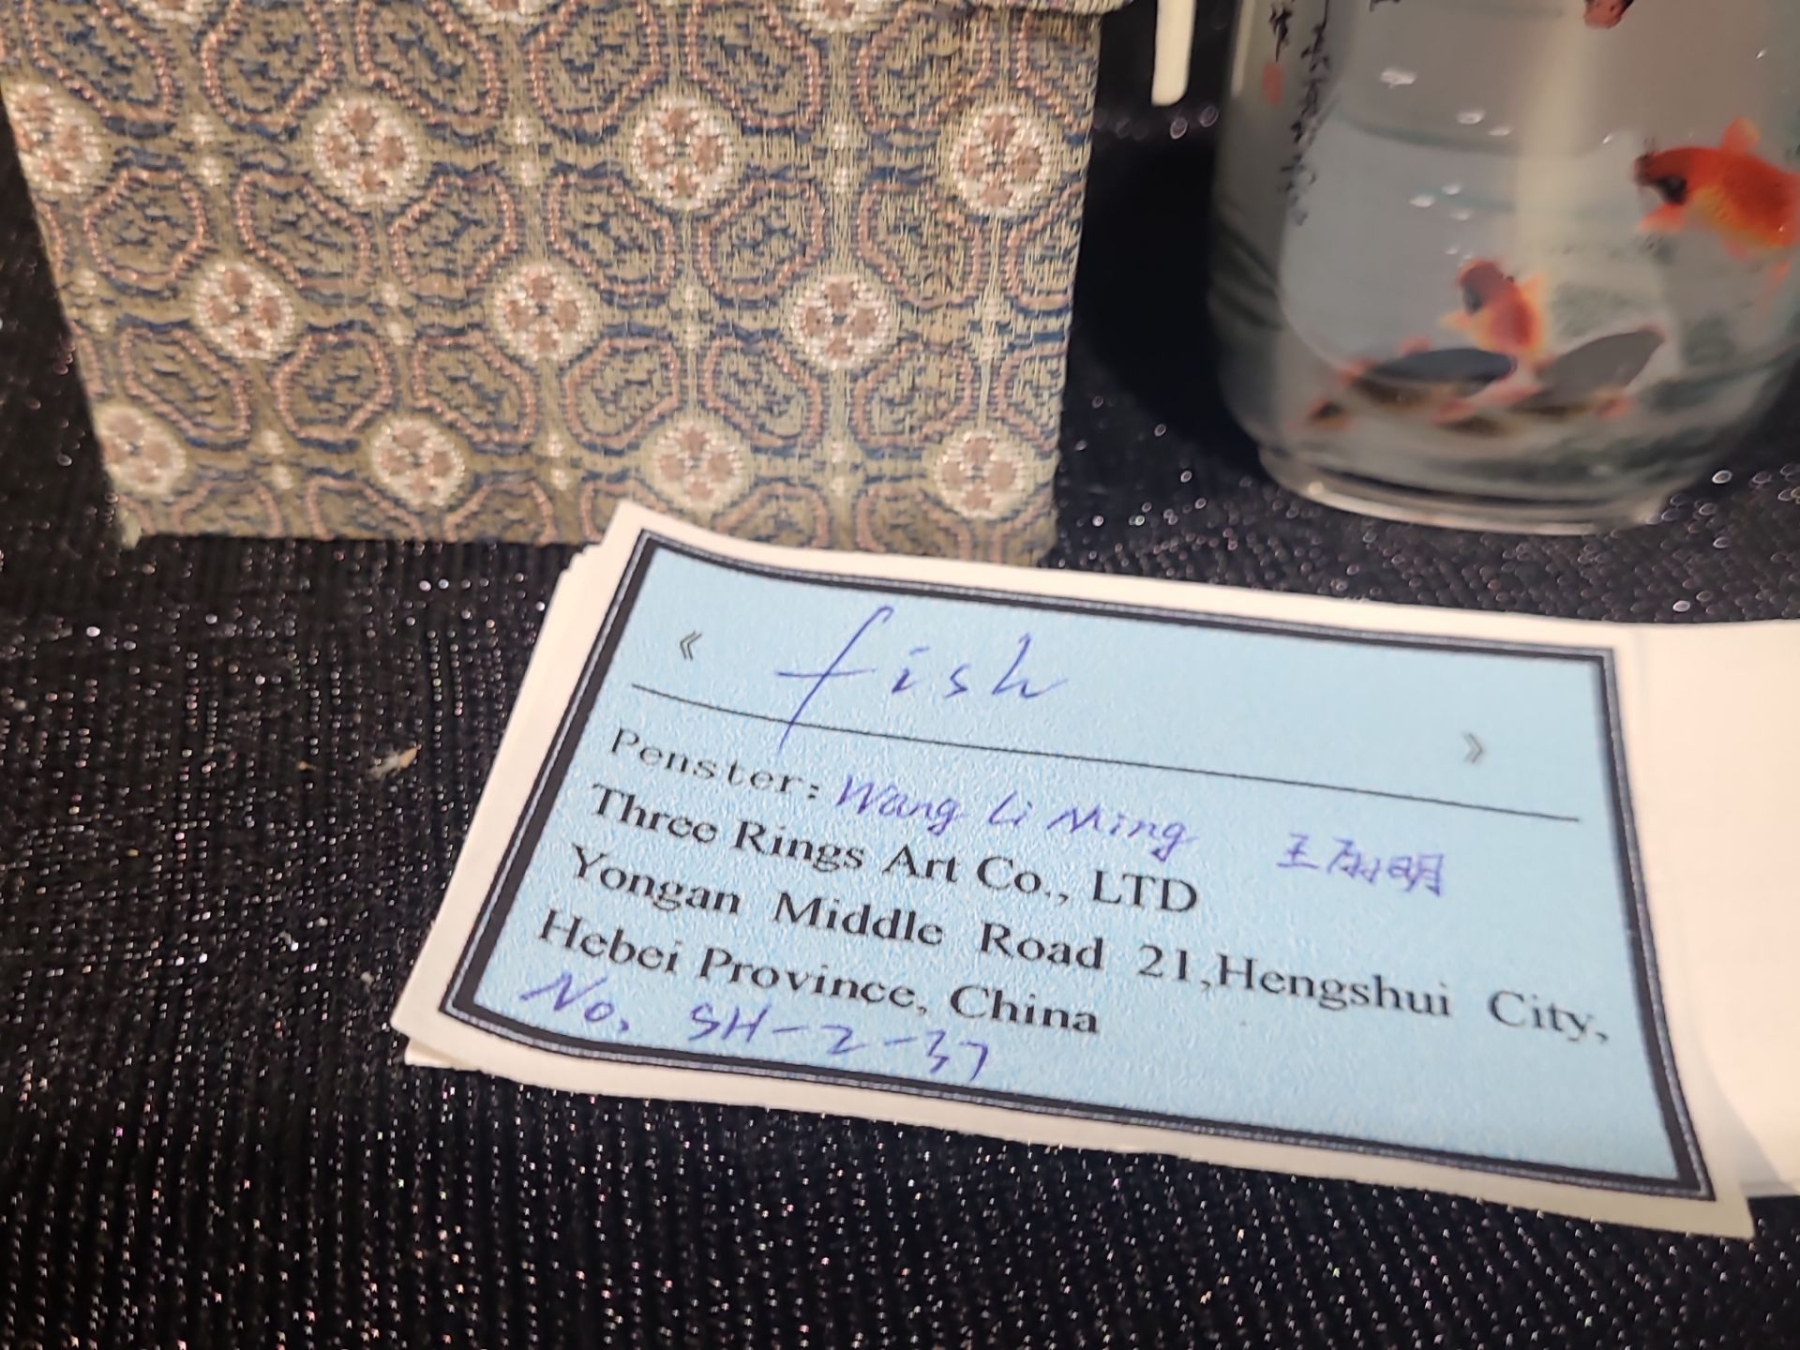 《 fish 》
Penster: Wang Li Ming 王励明
Three Rings Art Co., LTD
Yongan Middle Road 21,Hengshui City,
Hebei Province, China
No. SH-2-37